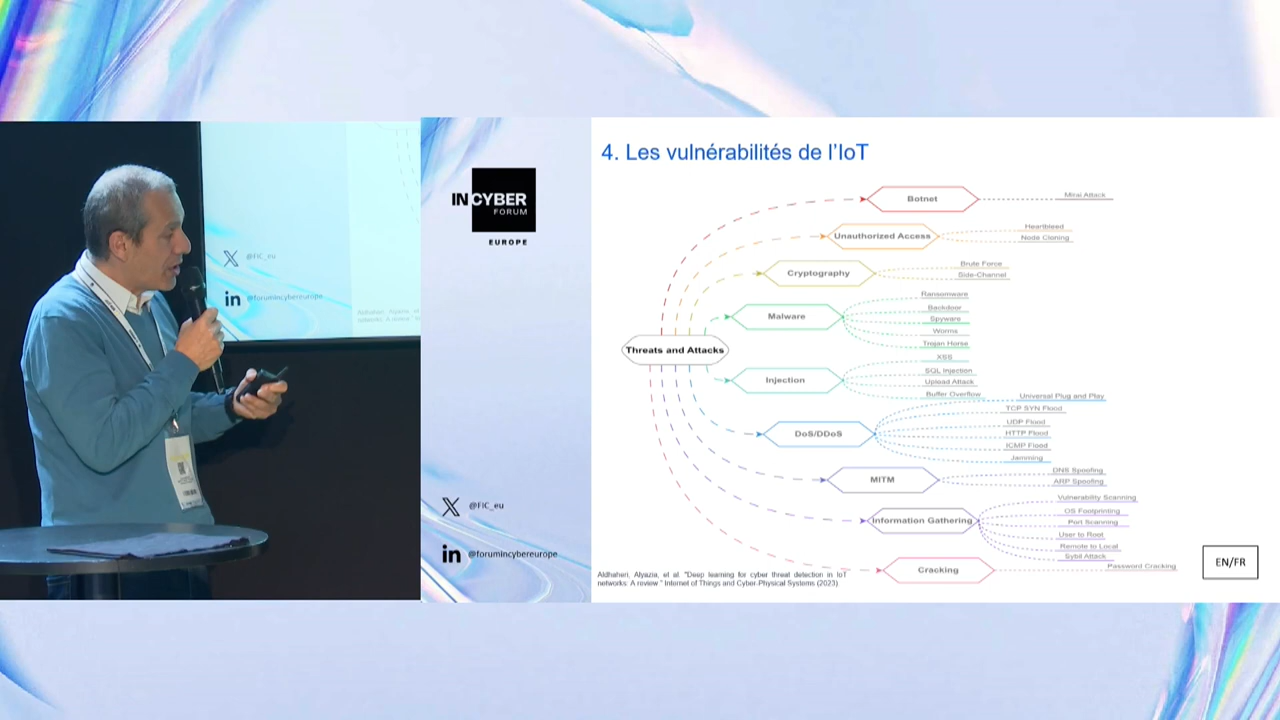 @FIC_eu
in @forumincybereurope
INCYBER
FORUM
EUROPE
@FIC_eu
in @forumincybereurope
4. Les vulnérabilités de l'IoT
Threats and Attacks
Botnet
Mirai Attack
Unauthorized Access
Heartbleed
Node Cloning
Cryptography
Brute Force
Side-Channel
Malware
Ransomware
Backdoor
Spyware
Worms
Trojan Horse
Injection
XSS
SQL Injection
Upload Attack
Buffer Overflow
DoS/DDoS
Universal Plug and Play
TCP SYN Flood
UDP Flood
HTTP Flood
ICMP Flood
Jamming
MITM
DNS Spoofing
ARP Spoofing
Information Gathering
Vulnerability Scanning
OS Footprinting
Port Scanning
User to Root
Remote to Local
Sybil Attack
Cracking
Password Cracking
Aldhaheri, Alyazia, et al. "Deep learning for cyber threat detection in IoT
networks: A review." Internet of Things and Cyber-Physical Systems (2023)
EN/FR